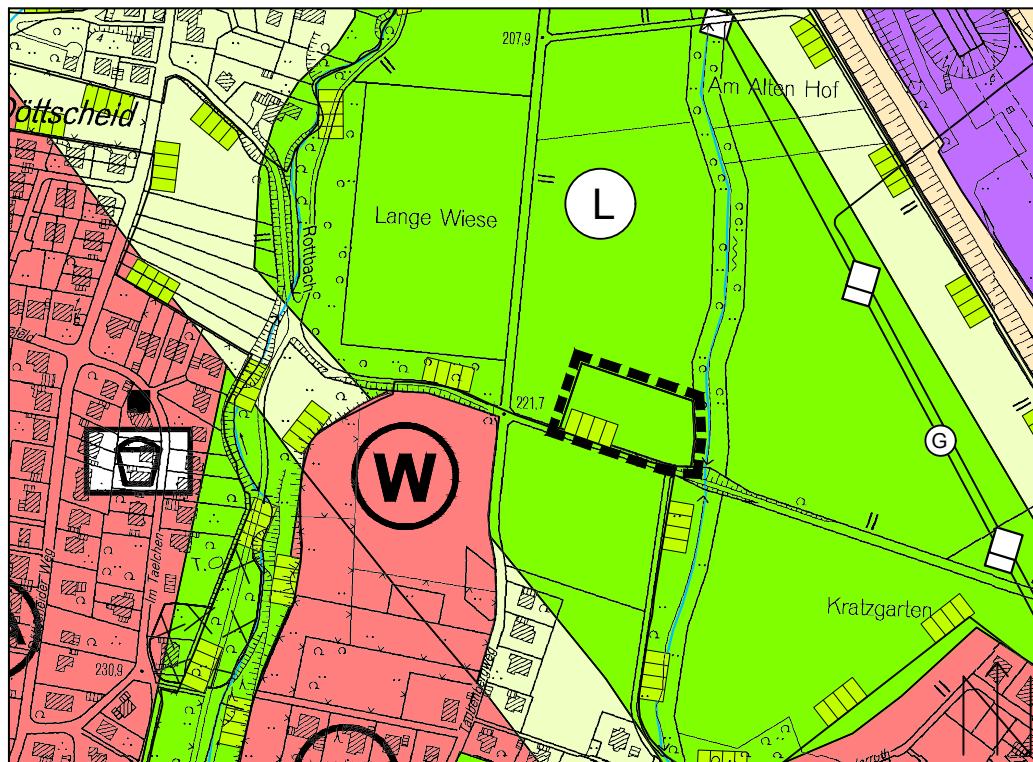 207,9
Am Alten Hof
Döttscheid
L
Lange Wiese
Rottbach
221.7
G
W
Im Taelchen
T.O
Kratzgarten
230,9